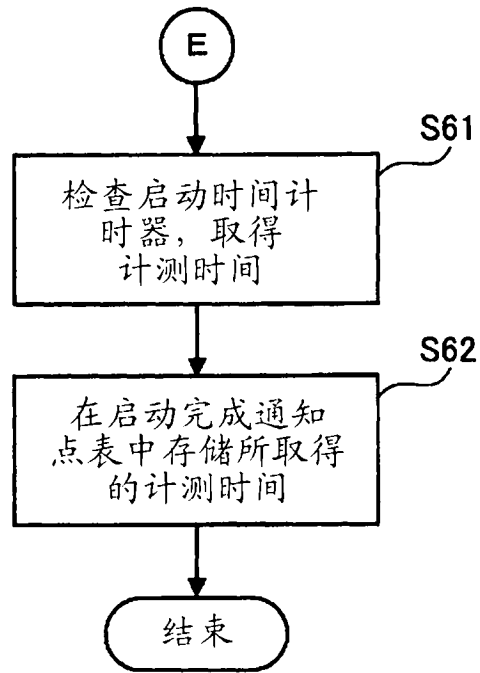 E
S61
检查启动时间计
时器，取得
计测时间
S62
在启动完成通知
点表中存储所取得
的计测时间
结束